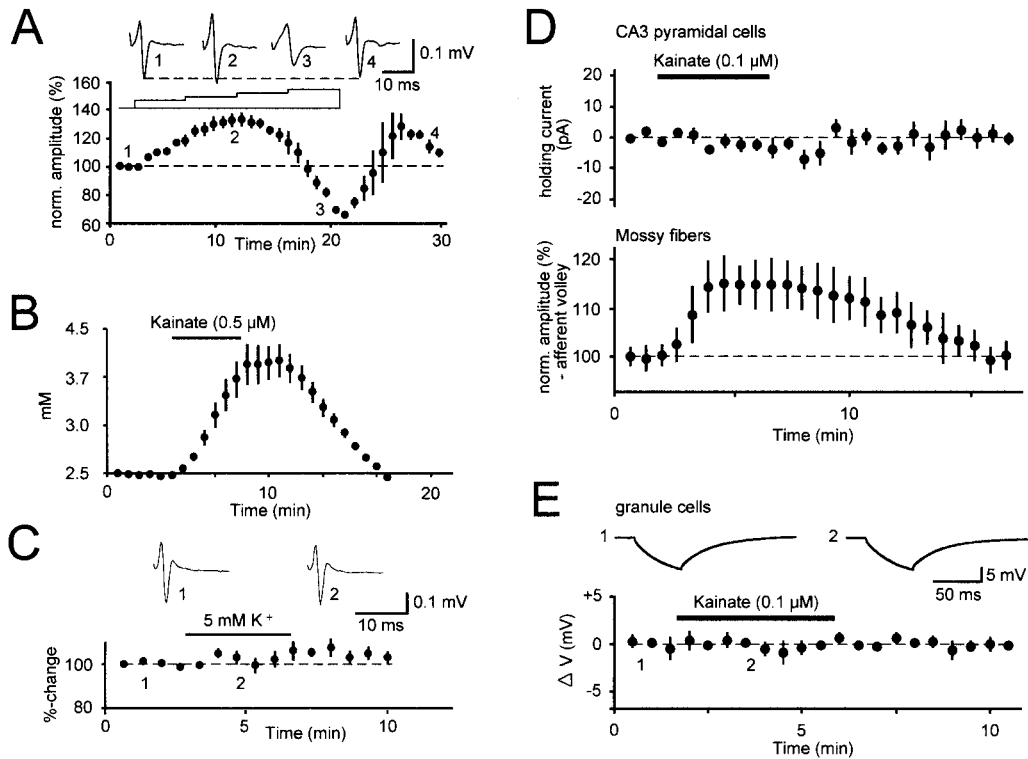 A
1
2
3
4
0.1 mV
10 ms
norm. amplitude (%)
160
140
120
100
80
60
1
2
3
4
0
10
20
30
Time (min)
B
Kainate (0.5 µM)
mM
4.5
3.7
3.0
2.5
0
10
20
Time (min)
C
1
2
0.1 mV
10 ms
5 mM K+
%-change
100
80
1
2
0
5
10
Time (min)
D
CA3 pyramidal cells
Kainate (0.1 µM)
holding current
(pA)
20
10
0
-10
-20
Mossy fibers
norm. amplitude (%)
- afferent volley
120
110
100
0
10
Time (min)
E
granule cells
1
2
5 mV
50 ms
Kainate (0.1 µM)
Δ V (mV)
+5
0
-5
1
2
0
5
10
Time (min)